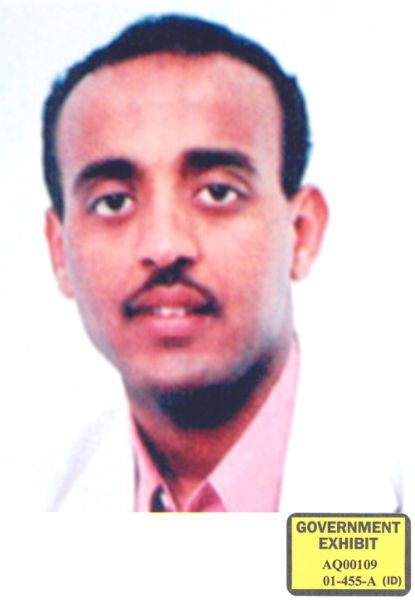 GOVERNMENT
EXHIBIT
AQ00109
01-455-A (ID)